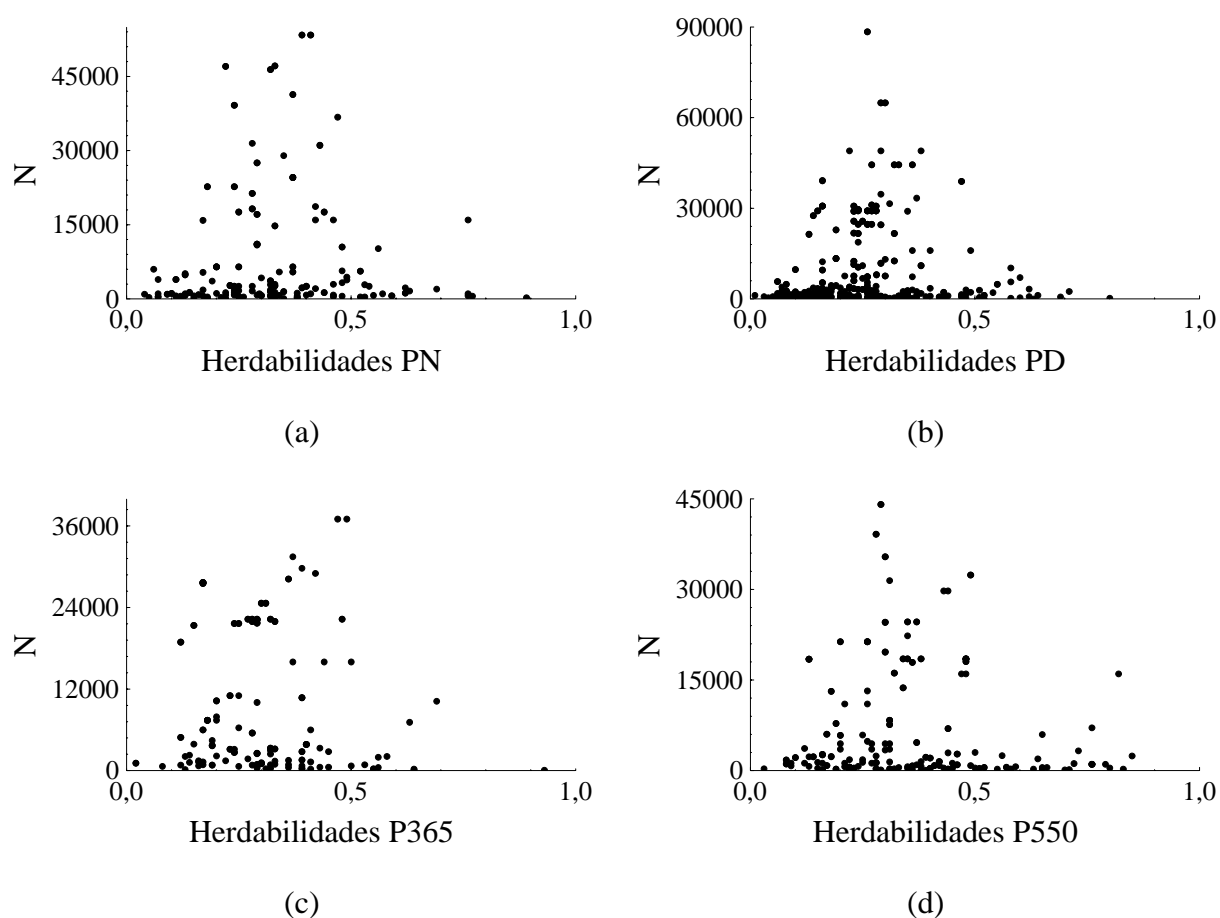 45000
30000
15000
0
N
0,0
0,5
1,0
Herdabilidades PN
(a)
90000
60000
30000
0
N
0,0
0,5
1,0
Herdabilidades PD
(b)
36000
24000
12000
0
N
0,0
0,5
1,0
Herdabilidades P365
(c)
45000
30000
15000
0
N
0,0
0,5
1,0
Herdabilidades P550
(d)